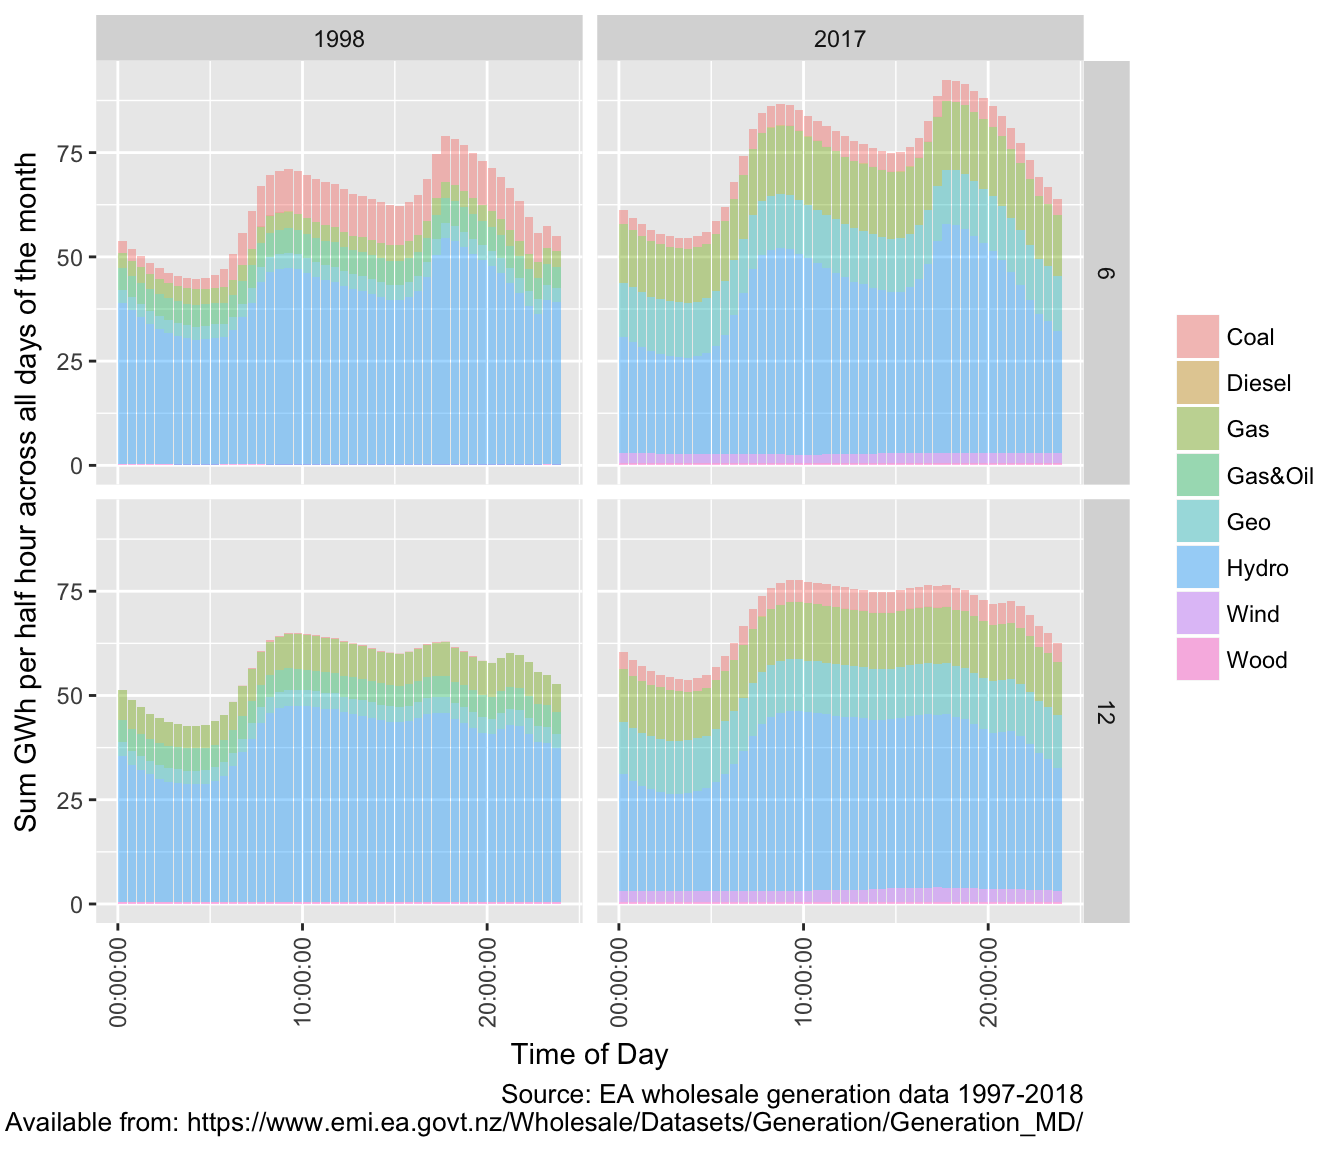 1998
2017
Sum GWh per half hour across all days of the month
75
50
25
0
6
75
50
25
0
12
00:00:00
10:00:00
20:00:00
00:00:00
10:00:00
20:00:00
Time of Day
Coal
Diesel
Gas
Gas&Oil
Geo
Hydro
Wind
Wood
Source: EA wholesale generation data 1997-2018
Available from: https://www.emi.ea.govt.nz/Wholesale/Datasets/Generation/Generation_MD/